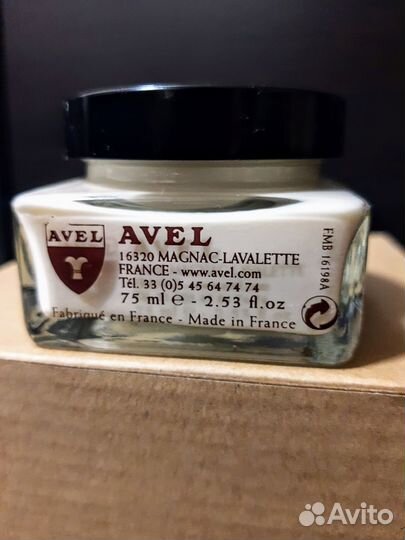 AVEL
AVEL
16320 MAGNAC-LAVALETTE
FRANCE - www.avel.com
Tél. 33 (0)5 45 64 74 74
75 ml ℮ - 2.53 fl.oz
Fabriqué en France - Made in France
FMB 16198A
Avito